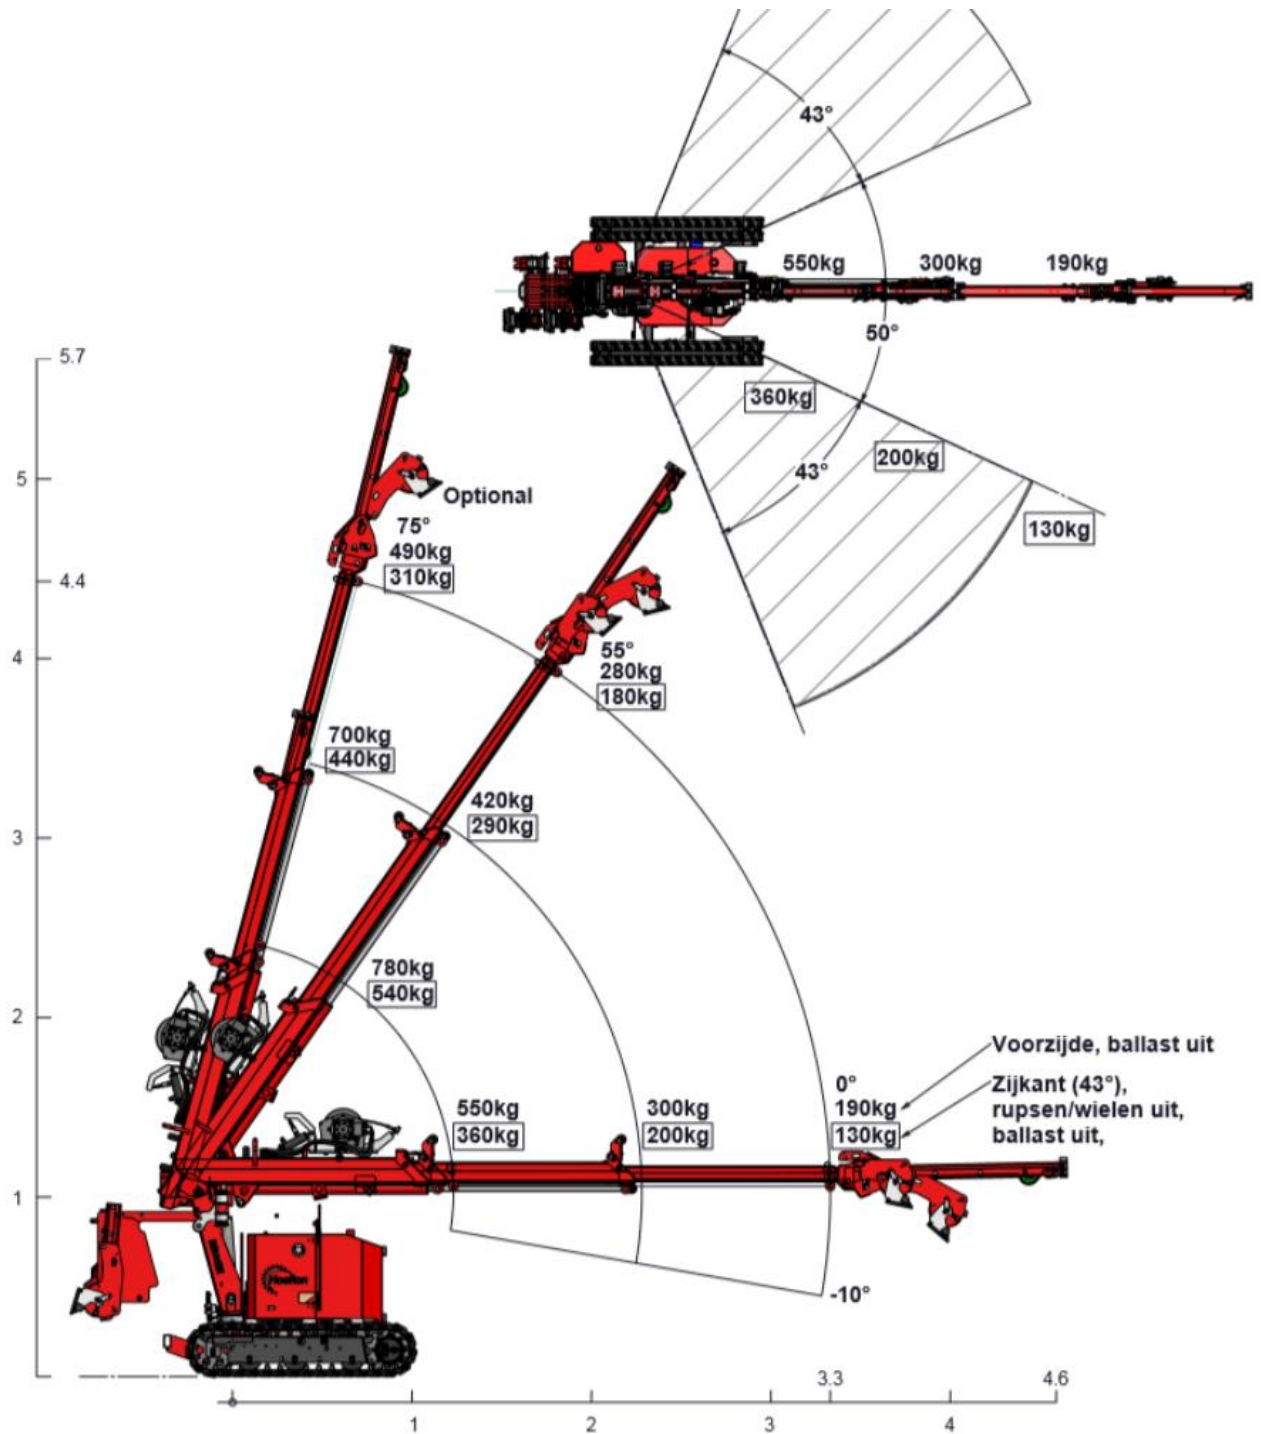 43°
550kg
300kg
190kg
50°
5.7
360kg
200kg
43°
5
Optional
130kg
75°
490kg
310kg
4.4
4
55°
280kg
180kg
700kg
440kg
3
420kg
290kg
780kg
540kg
2
Voorzijde, ballast uit
0°
Zijkant (43°),
rupsen/wielen uit,
ballast uit,
550kg
360kg
300kg
200kg
190kg
130kg
1
Hoeflon
-10°
3.3
4.6
1
2
3
4